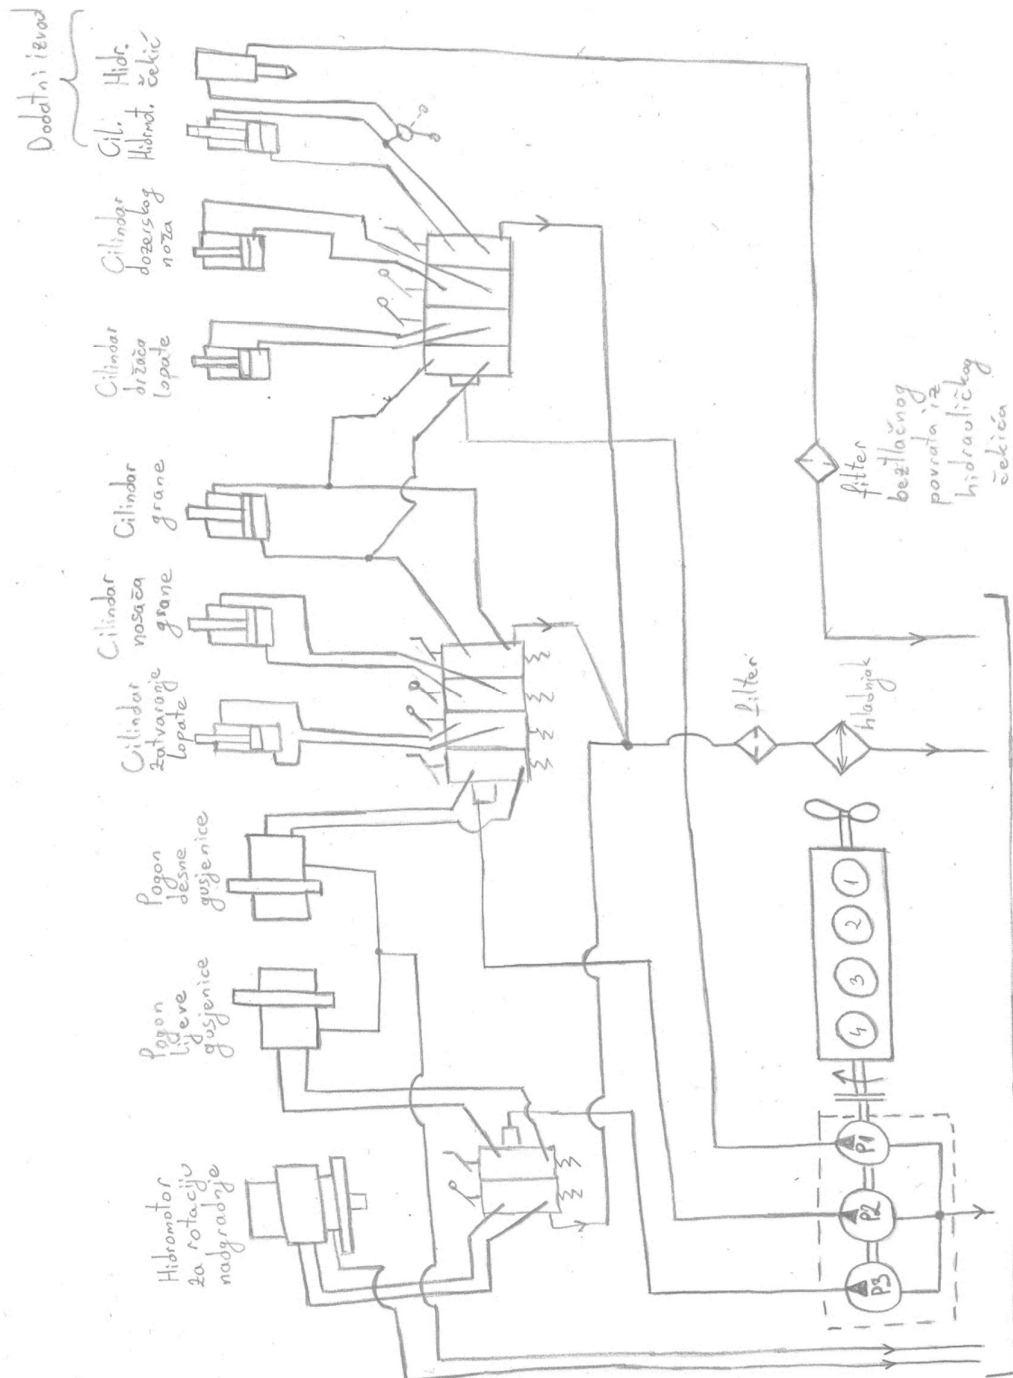 Dodatni izvod
Hidr.
čekić
Cil.
Hidrmot.
Cilindar
dozerskog
noža
Cilindar
držača
lopate
Cilindar
grane
Cilindar
nosača
grane
Cilindar
zatvaranje
lopate
Pogon
desne
gusjenice
Pogon
lijeve
gusjenice
Hidromotor
za rotaciju
nadgradnje
filter
beztlačnog
povrata iz
hidrauličkog
čekića
filter
hladnjak
1
2
3
4
P1
P2
P3